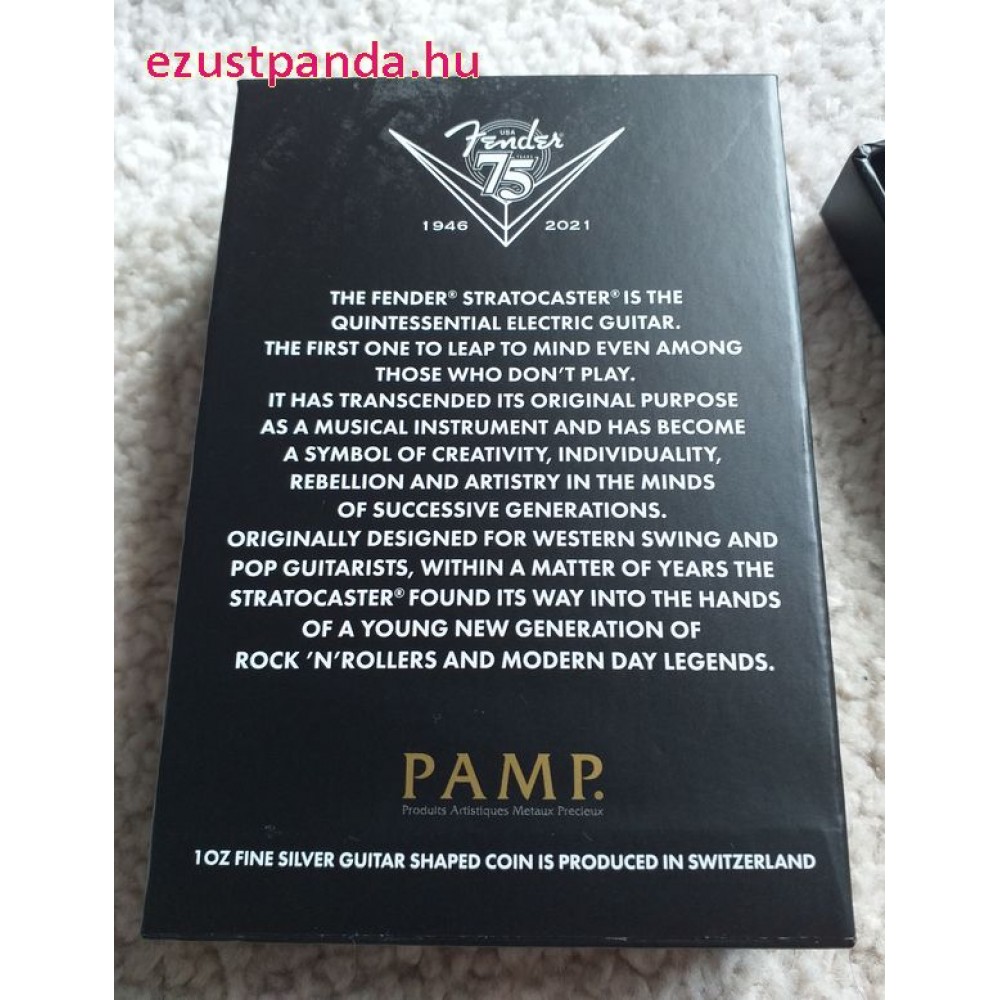 ezustpanda.hu
USA
Fender
75
YEARS
1946 2021
THE FENDER® STRATOCASTER® IS THE
QUINTESSENTIAL ELECTRIC GUITAR.
THE FIRST ONE TO LEAP TO MIND EVEN AMONG
THOSE WHO DON'T PLAY.
IT HAS TRANSCENDED ITS ORIGINAL PURPOSE
AS A MUSICAL INSTRUMENT AND HAS BECOME
A SYMBOL OF CREATIVITY, INDIVIDUALITY,
REBELLION AND ARTISTRY IN THE MINDS
OF SUCCESSIVE GENERATIONS.
ORIGINALLY DESIGNED FOR WESTERN SWING AND
POP GUITARISTS, WITHIN A MATTER OF YEARS THE
STRATOCASTER® FOUND ITS WAY INTO THE HANDS
OF A YOUNG NEW GENERATION OF
ROCK 'N'ROLLERS AND MODERN DAY LEGENDS.
PAMP.
Produits Artistiques Metaux Precieux
1OZ FINE SILVER GUITAR SHAPED COIN IS PRODUCED IN SWITZERLAND